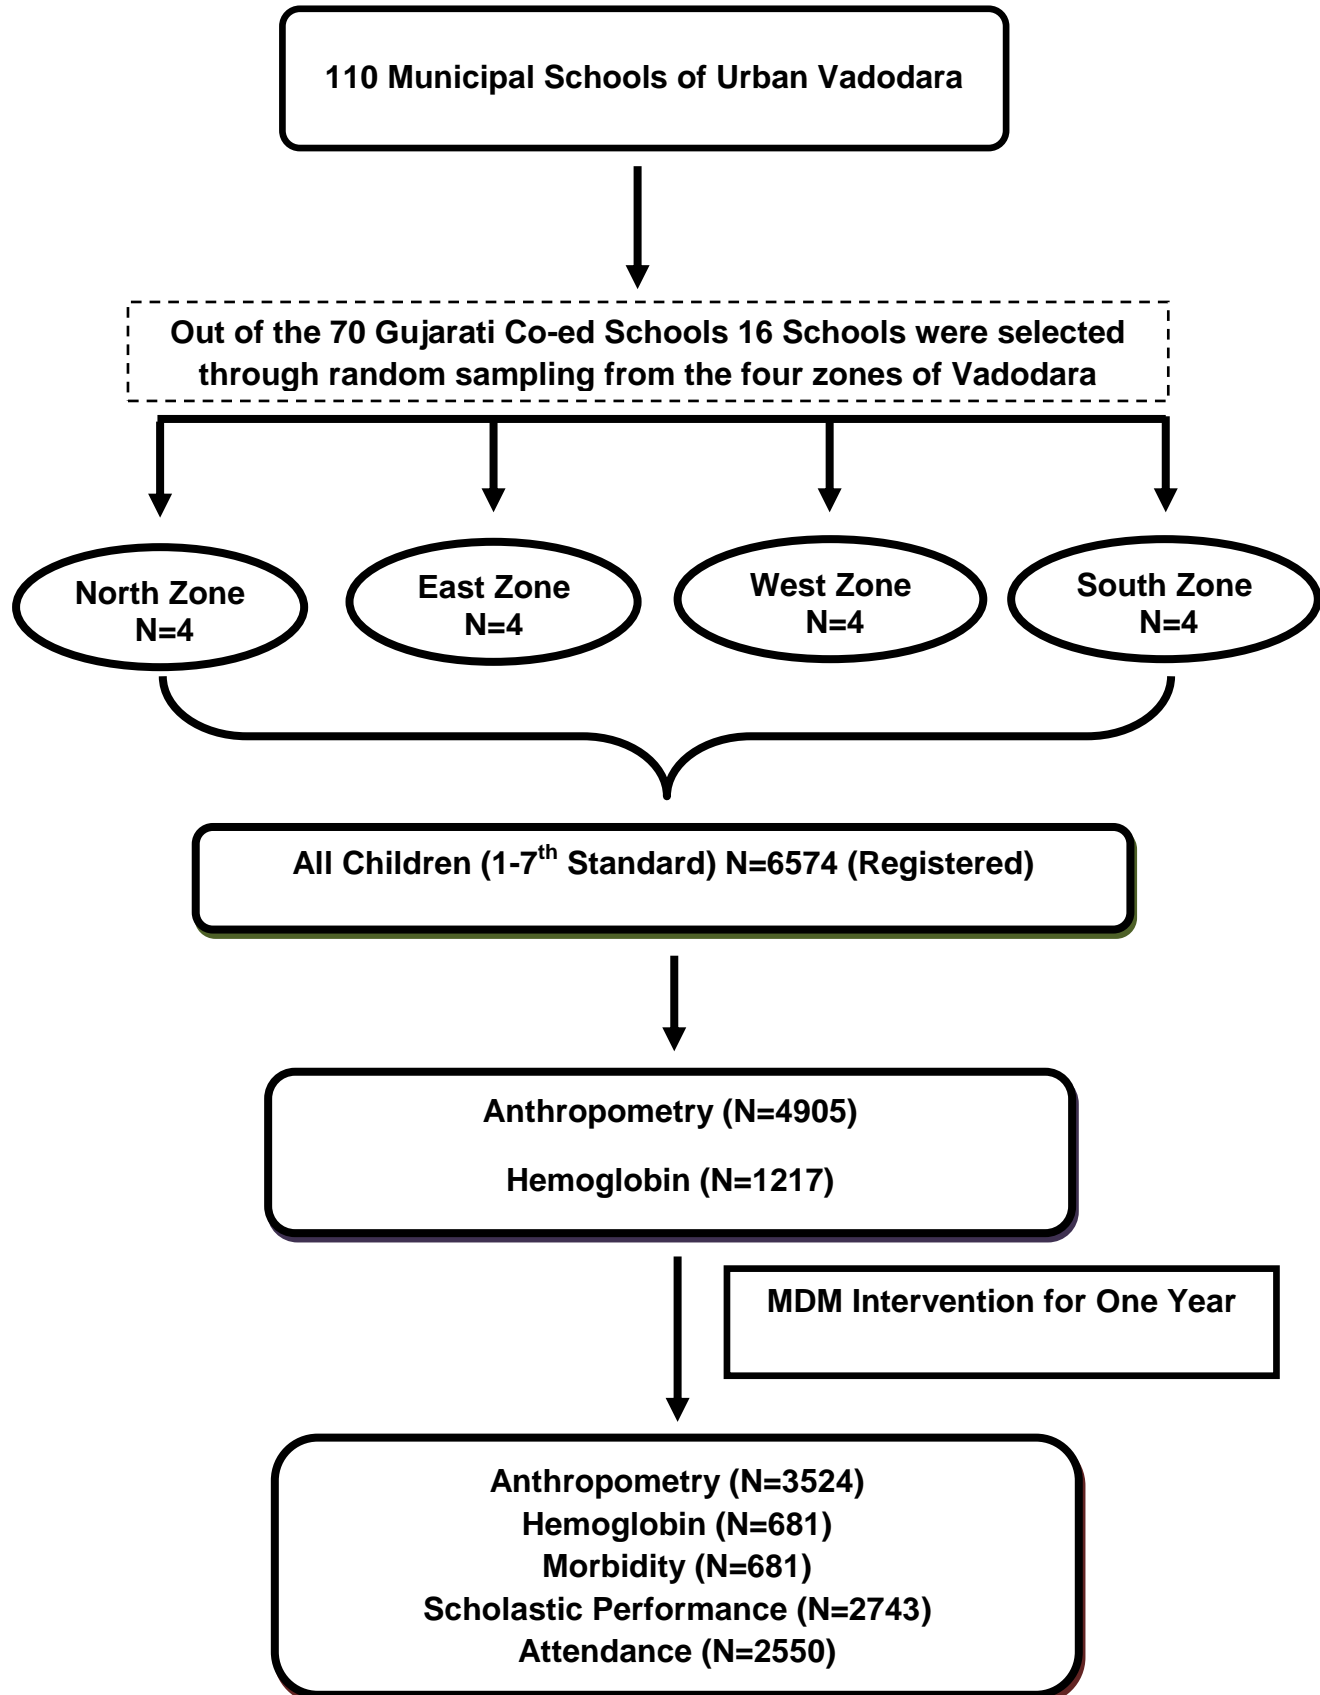 110 Municipal Schools of Urban Vadodara
Out of the 70 Gujarati Co-ed Schools 16 Schools were selected
through random sampling from the four zones of Vadodara
North Zone
N=4
East Zone
N=4
West Zone
N=4
South Zone
N=4
All Children (1-7th Standard) N=6574 (Registered)
Anthropometry (N=4905)
Hemoglobin (N=1217)
MDM Intervention for One Year
Anthropometry (N=3524)
Hemoglobin (N=681)
Morbidity (N=681)
Scholastic Performance (N=2743)
Attendance (N=2550)